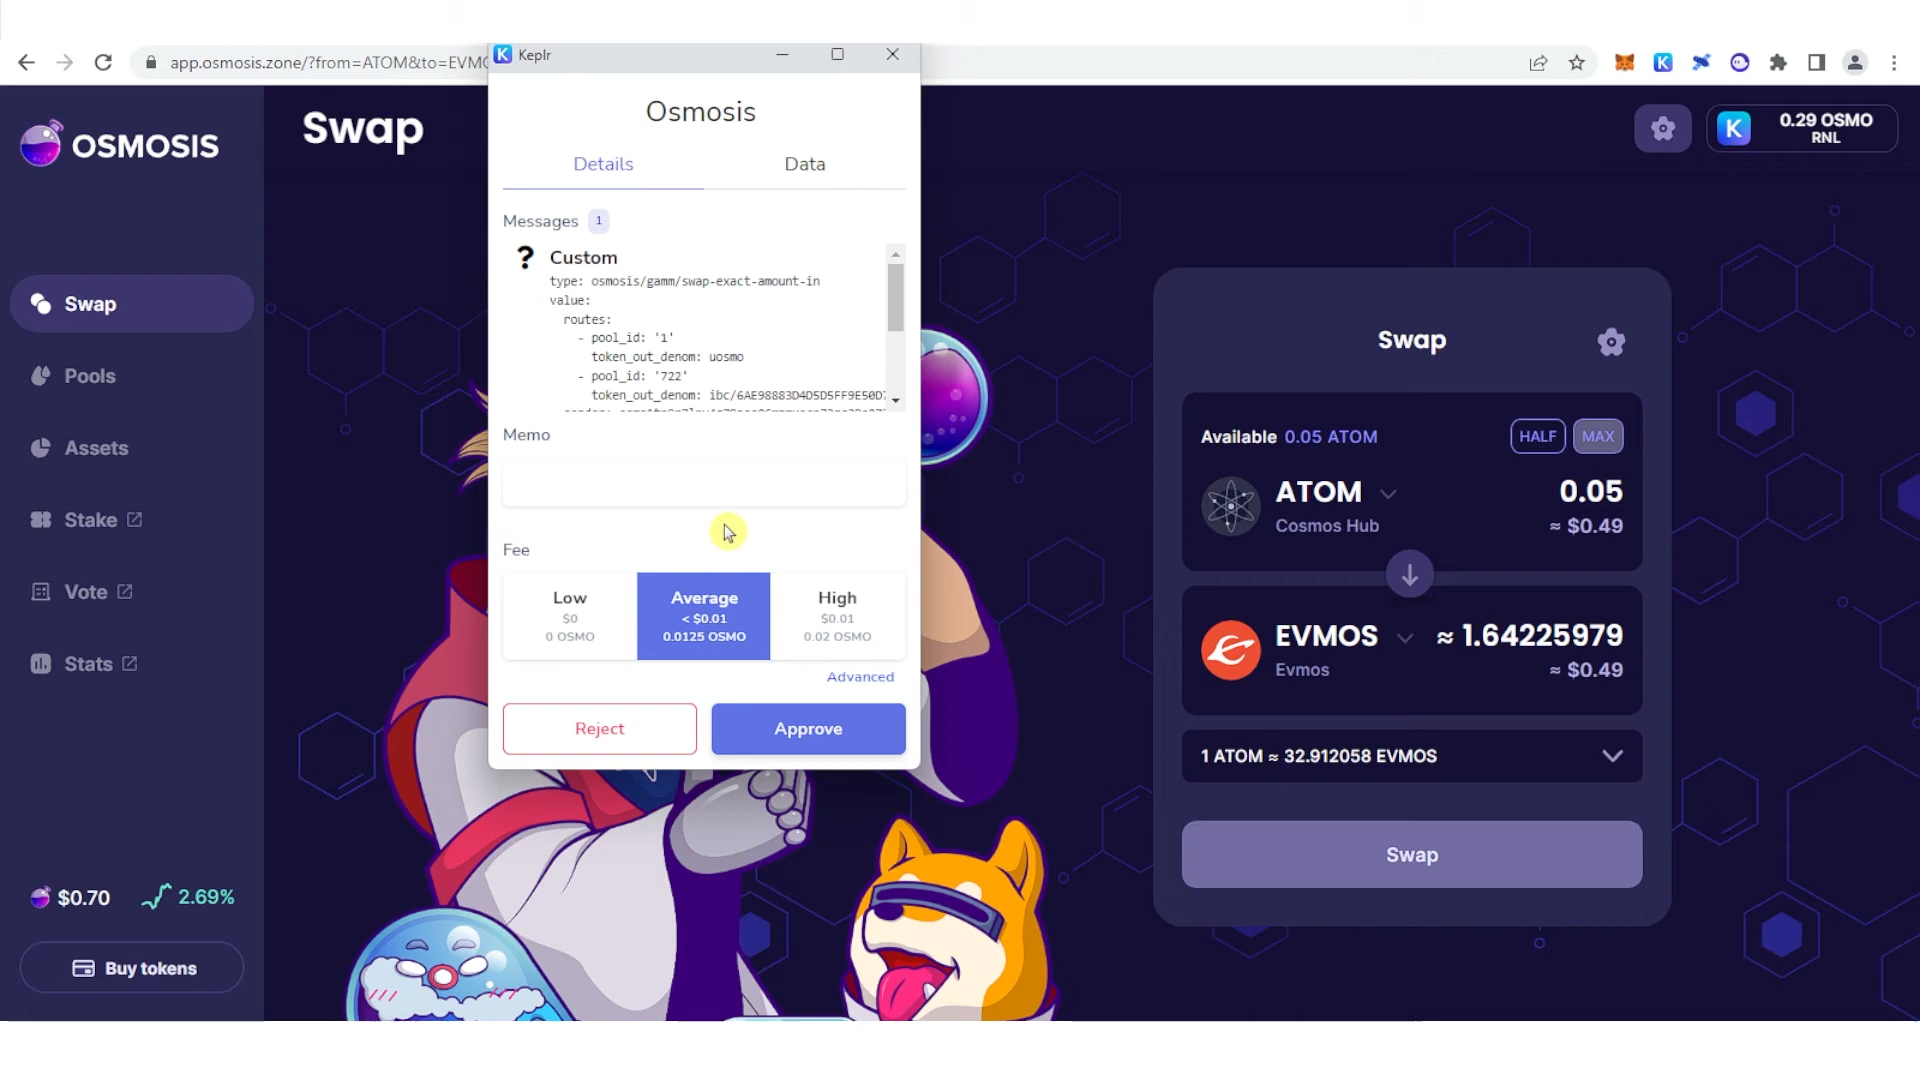 app.osmosis.zone/?from=ATOM&to=EVMO
Keplr
OSMOSIS
Swap
Pools
Assets
Stake
Vote
Stats
$0.70 2.69%
Buy tokens
Swap
Osmosis
Details Data
Messages 1
? Custom
type: osmosis/gamm/swap-exact-amount-in
value:
routes:
- pool_id: '1'
token_out_denom: uosmo
- pool_id: '722'
token_out_denom: ibc/6AE98883D4D5D5FF9E50D7
Memo
Fee
Low
$0
0 OSMO
Average
< $0.01
0.0125 OSMO
High
$0.01
0.02 OSMO
Advanced
Reject Approve
0.29 OSMO
RNL
Swap
Available 0.05 ATOM HALF MAX
ATOM 0.05
Cosmos Hub ≈ $0.49
EVMOS ≈ 1.64225979
Evmos ≈ $0.49
1 ATOM ≈ 32.912058 EVMOS
Swap